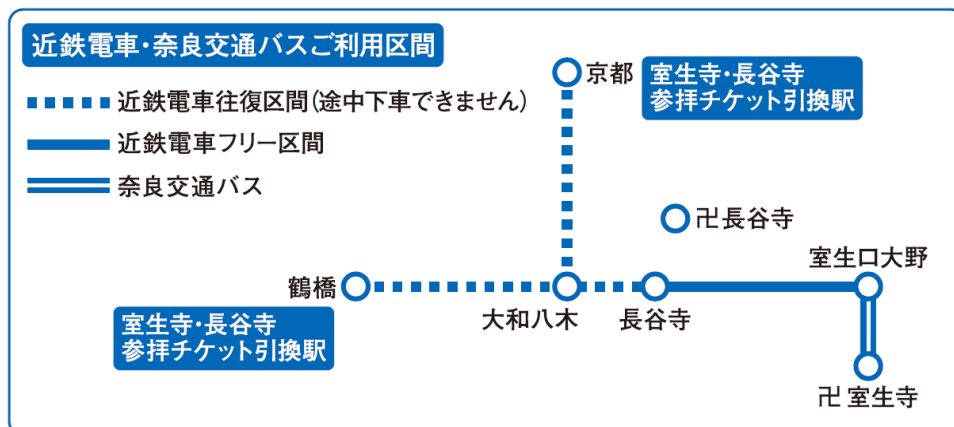 近鉄電車・奈良交通バスご利用区間
近鉄電車往復区間(途中下車できません)
近鉄電車フリー区間
奈良交通バス
京都
室生寺・長谷寺
参拝チケット引換駅
卍長谷寺
室生口大野
鶴橋
大和八木
長谷寺
室生寺・長谷寺
参拝チケット引換駅
卍 室生寺